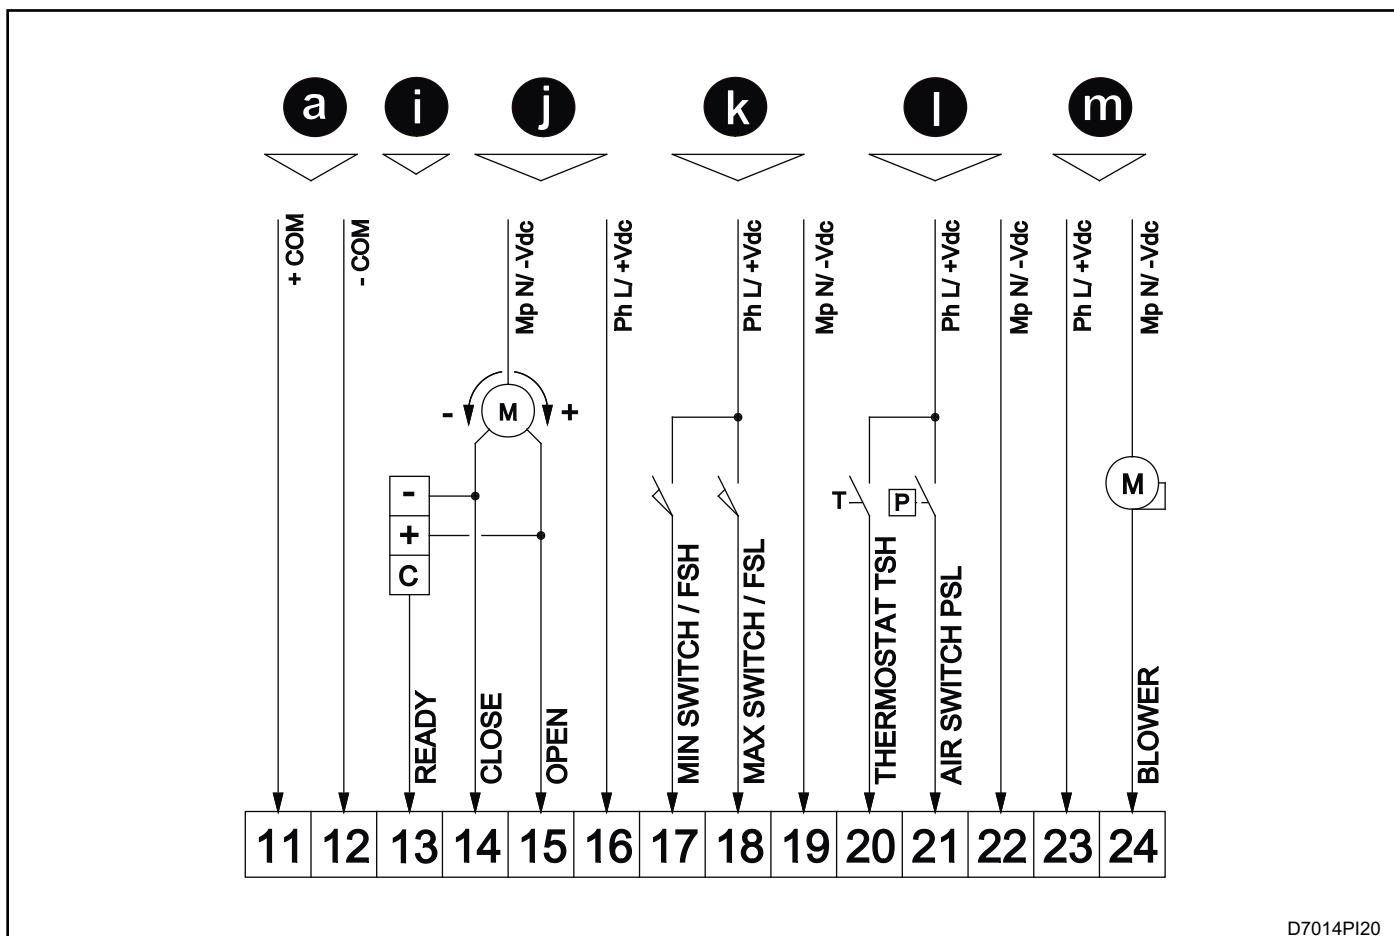 a i j k l m
+ COM
- COM
Mp N/ -Vdc
Ph L/ +Vdc
Ph L/ +Vdc
Mp N/ -Vdc
Ph L/ +Vdc
Mp N/ -Vdc
Ph L/ +Vdc
Mp N/ -Vdc
- M +
-
+
C
T
P
M
READY
CLOSE
OPEN
MIN SWITCH / FSH
MAX SWITCH / FSL
THERMOSTAT TSH
AIR SWITCH PSL
BLOWER
11 12 13 14 15 16 17 18 19 20 21 22 23 24
D7014PI20